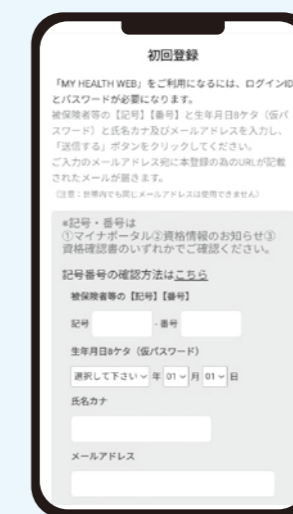 初回登録
「MY HEALTH WEB」をご利用になるには、ログインID
とパスワードが必要になります。
被保険者等の【記号】【番号】と生年月日8ケタ（仮パ
スワード）と氏名カナ及びメールアドレスを入力し、
「送信する」ボタンをクリックしてください。
ご入力のメールアドレス宛に本登録の為のURLが記載
されたメールが届きます。
（注意：世帯内でも同じメールアドレスは使用できません）
※記号・番号は
①マイナポータル②資格情報のお知らせ③
資格確認書のいずれかでご確認ください。
記号番号の確認方法はこちら
被保険者等の【記号】【番号】
記号 - 番号
生年月日8ケタ（仮パスワード）
選択して下さい 年 01 月 01 日
氏名カナ
メールアドレス